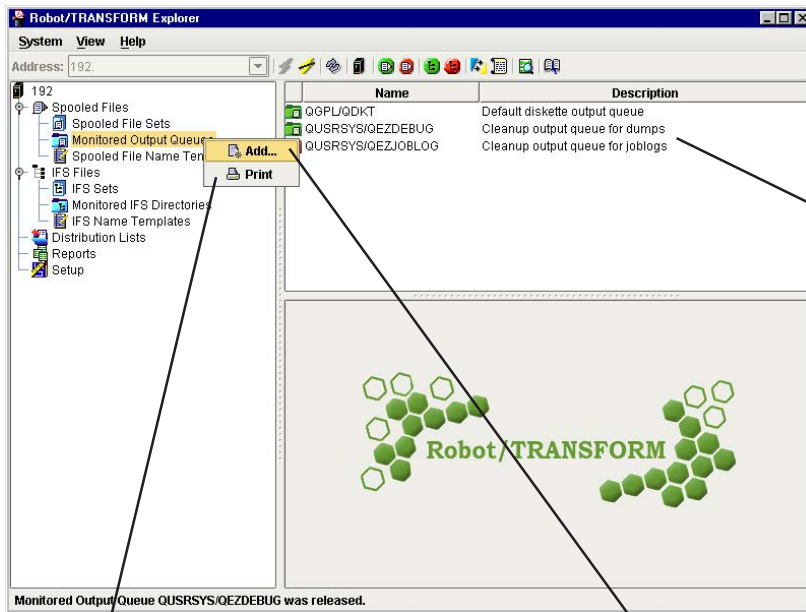 Robot/TRANSFORM Explorer
System View Help
Address: 192.
192
Spooled Files
Spooled File Sets
Monitored Output Queues
Spooled File Name Tem
IFS Files
IFS Sets
Monitored IFS Directories
IFS Name Templates
Distribution Lists
Reports
Setup
Add...
Print
Name Description
QGPL/QDKT Default diskette output queue
QUSRSYS/QEZDEBUG Cleanup output queue for dumps
QUSRSYS/QEZJOBLOG Cleanup output queue for joblogs
Robot/TRANSFORM
Monitored Output Queue QUSRSYS/QEZDEBUG was released.